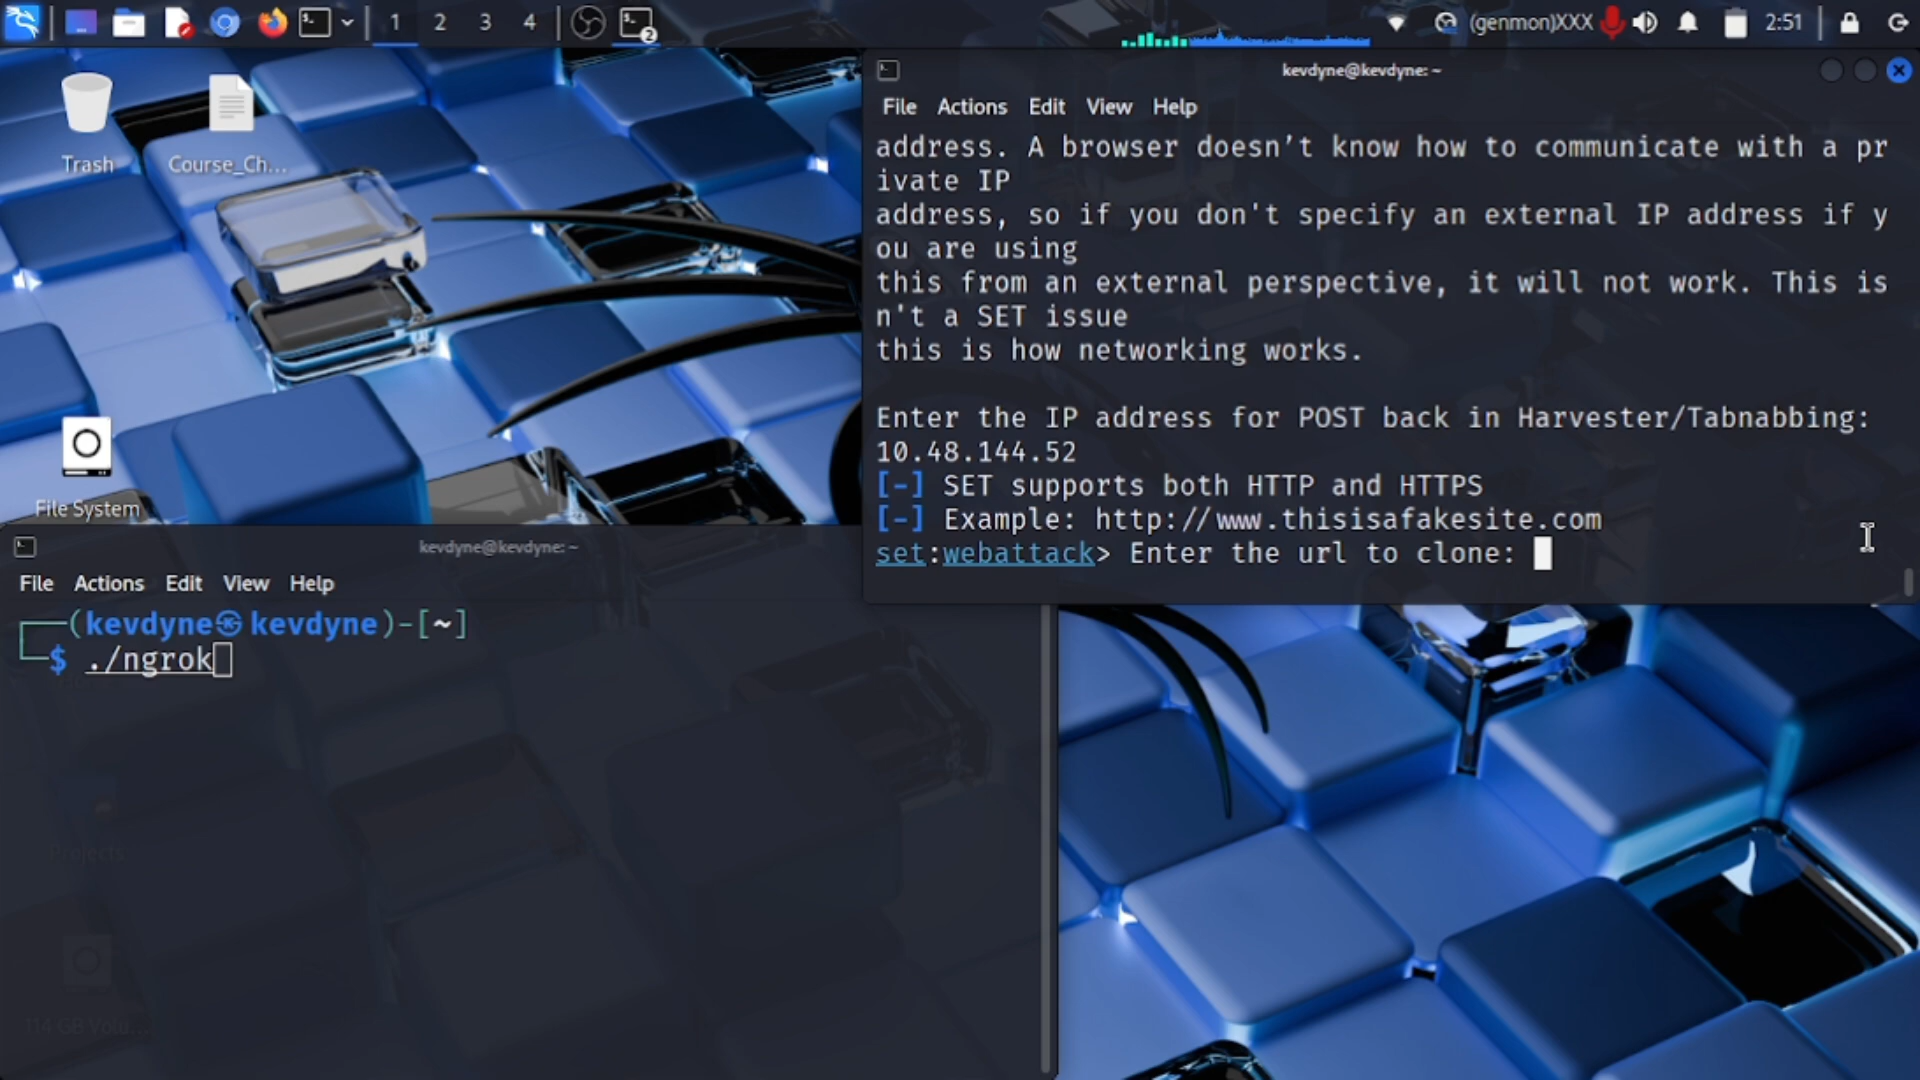 1 2 3 4
2
(genmon)XXX
2:51
Trash
Course_Ch...
File System
kevdyne@kevdyne: ~
File Actions Edit View Help
address. A browser doesn’t know how to communicate with a pr
ivate IP
address, so if you don't specify an external IP address if y
ou are using
this from an external perspective, it will not work. This is
n't a SET issue
this is how networking works.
Enter the IP address for POST back in Harvester/Tabnabbing:
10.48.144.52
[-] SET supports both HTTP and HTTPS
[-] Example: http://www.thisisafakesite.com
set:webattack> Enter the url to clone:
kevdyne@kevdyne: ~
File Actions Edit View Help
(kevdyne㉿kevdyne)-[~]
$ ./ngrok
Projects
114 GB Volu...